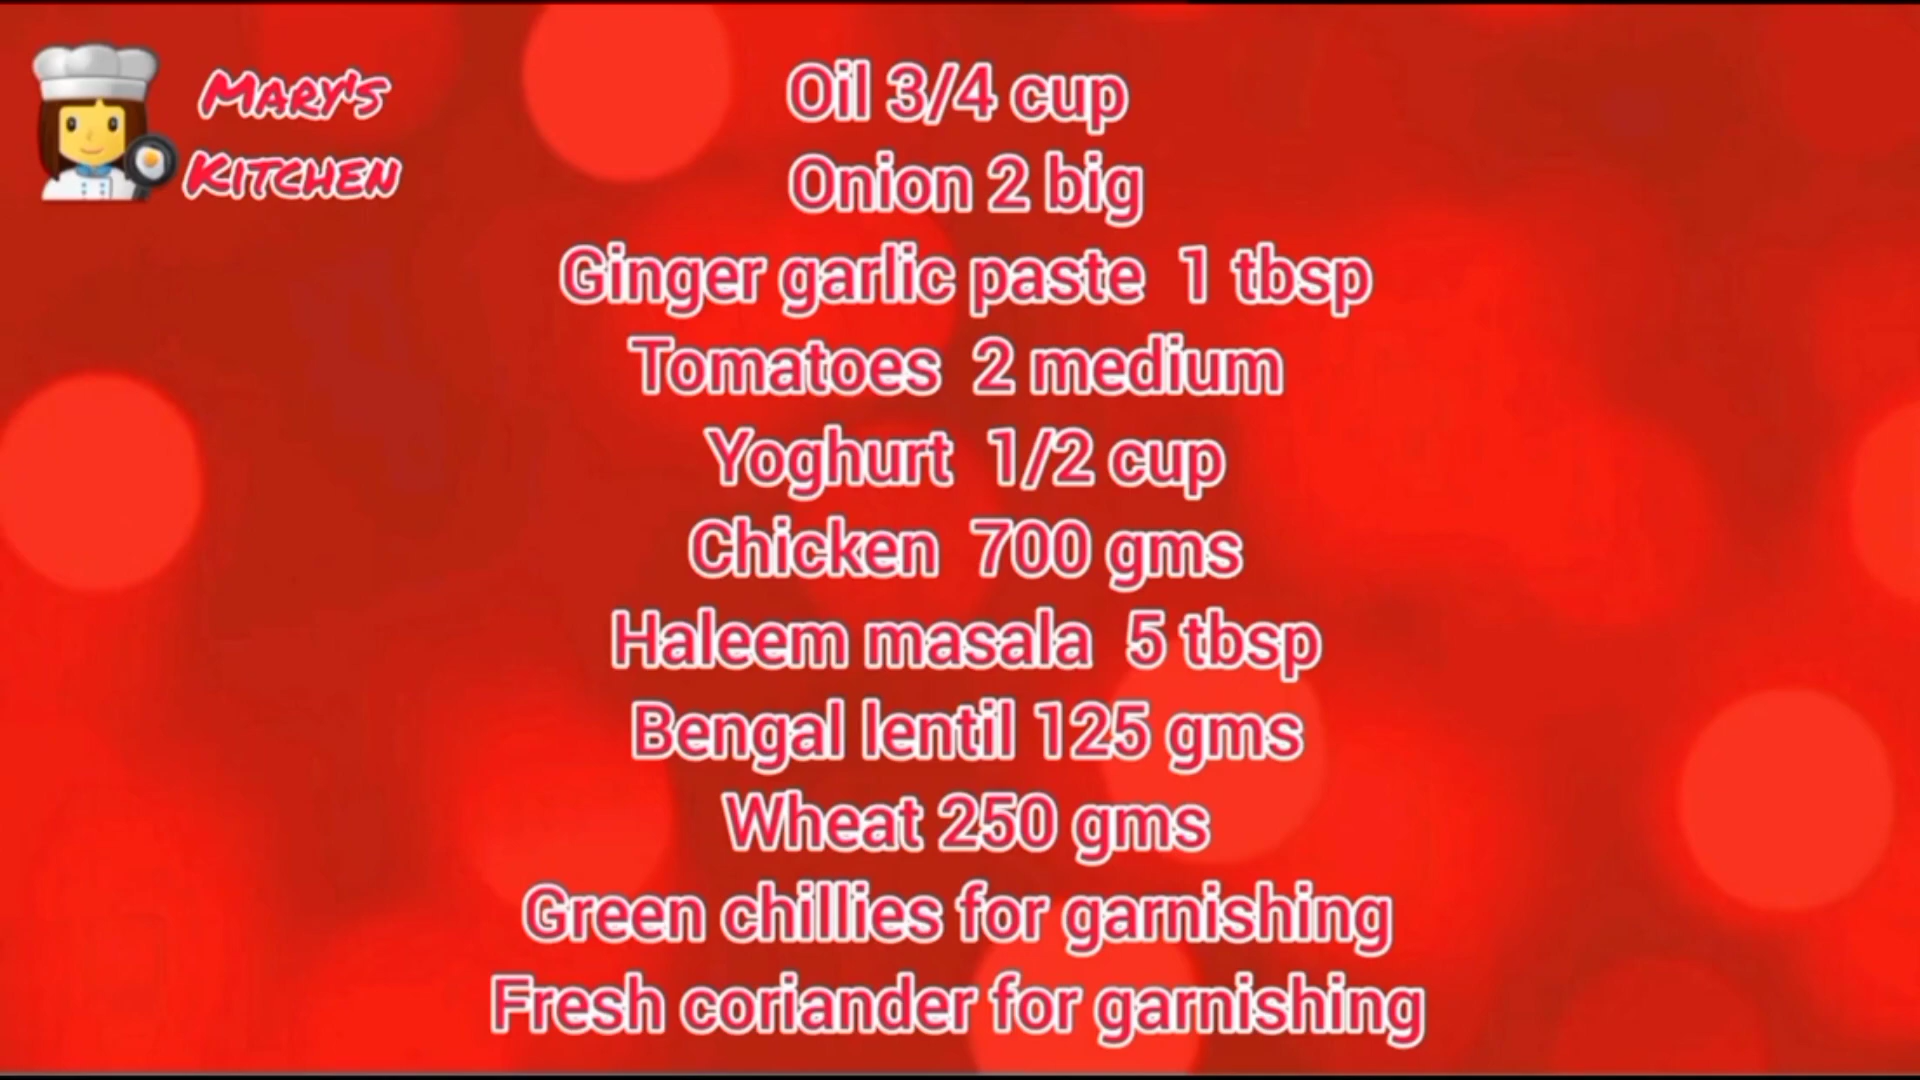 MARY'S
KITCHEN
Oil 3/4 cup
Onion 2 big
Ginger garlic paste 1 tbsp
Tomatoes 2 medium
Yoghurt 1/2 cup
Chicken 700 gms
Haleem masala 5 tbsp
Bengal lentil 125 gms
Wheat 250 gms
Green chillies for garnishing
Fresh coriander for garnishing